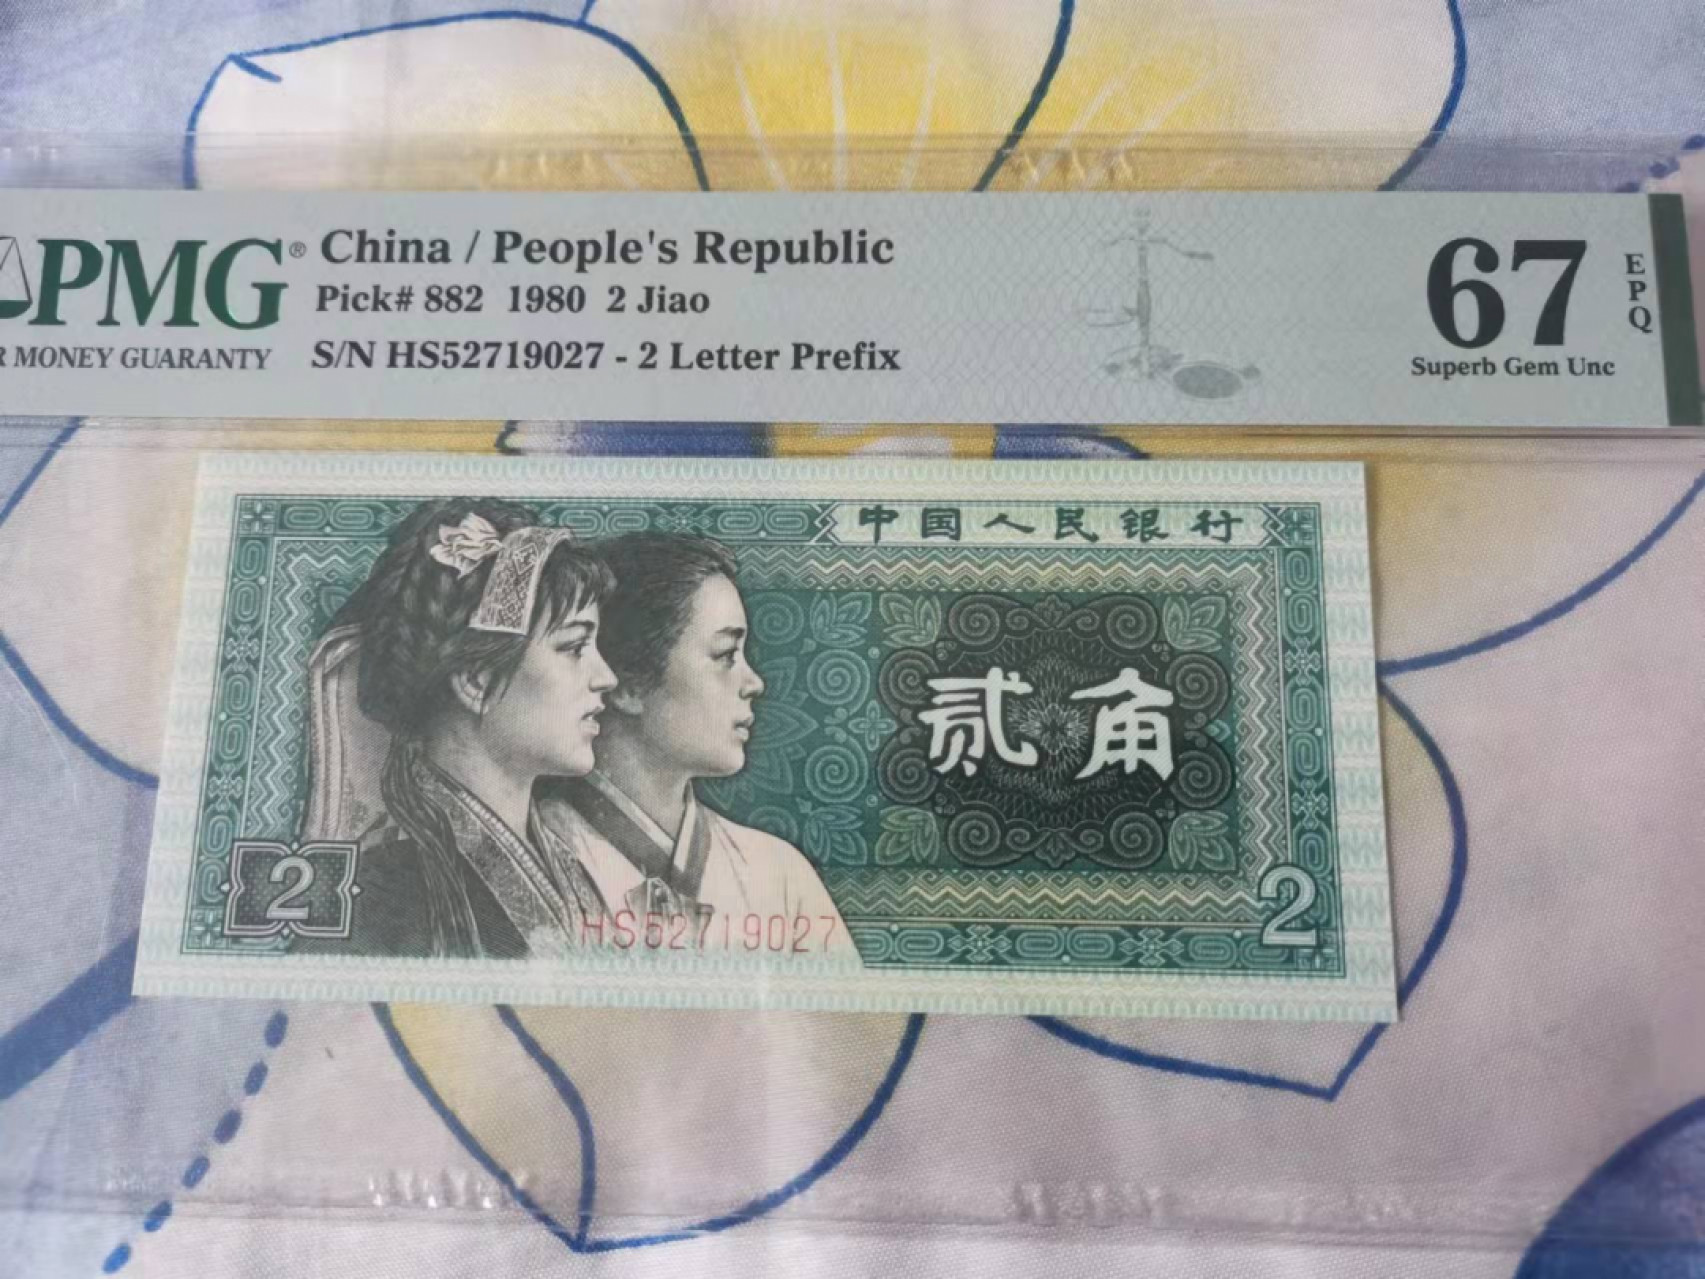 PMG® China / People's Republic
Pick# 882 1980 2 Jiao
MONEY GUARANTY S/N HS52719027 - 2 Letter Prefix
67 EPQ
Superb Gem Unc
中国人民银行
贰角
2
HS52719027
2